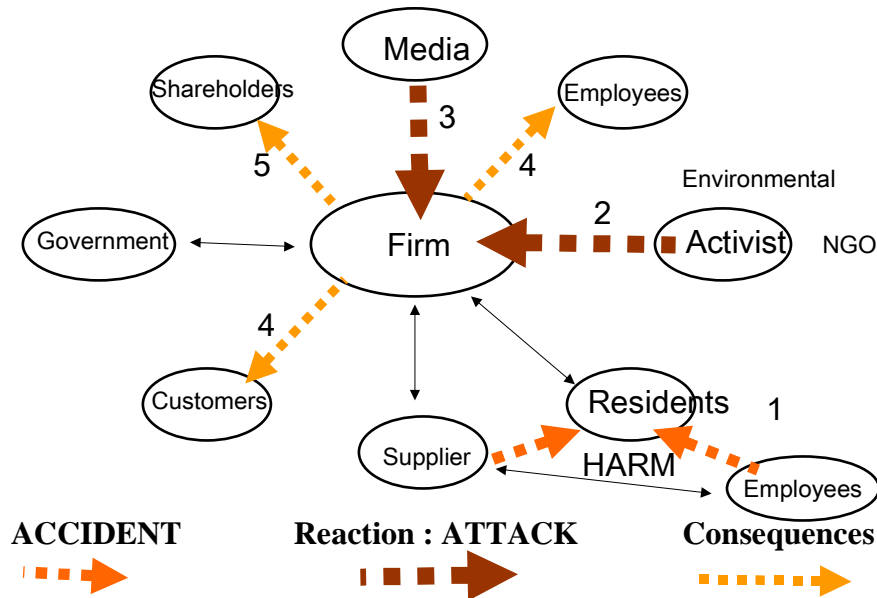 Media
Shareholders
Employees
3
5
4
Environmental
2
Government
Firm
Activist
NGO
4
Customers
Residents
1
Supplier
HARM
Employees
ACCIDENT
Reaction : ATTACK
Consequences